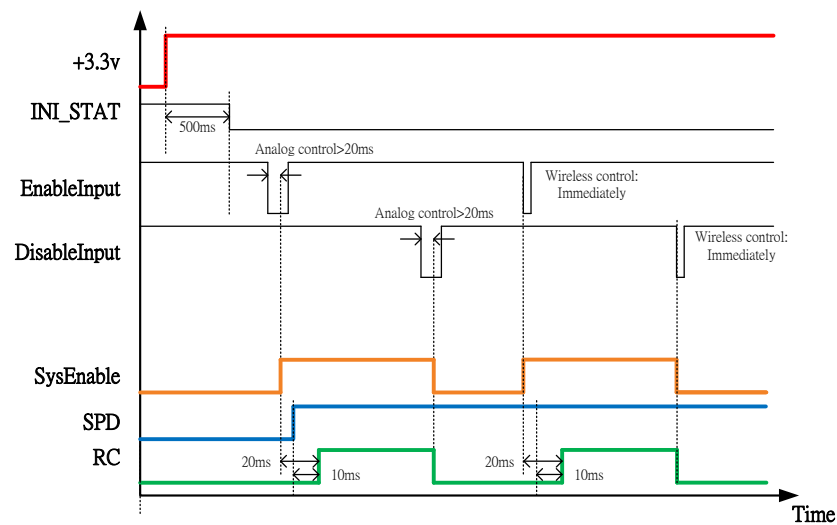 +3.3v
INI_STAT
500ms
Analog control>20ms
EnableInput
Wireless control:
Immediately
Analog control>20ms
DisableInput
Wireless control:
Immediately
SysEnable
SPD
RC
20ms
10ms
20ms
10ms
Time